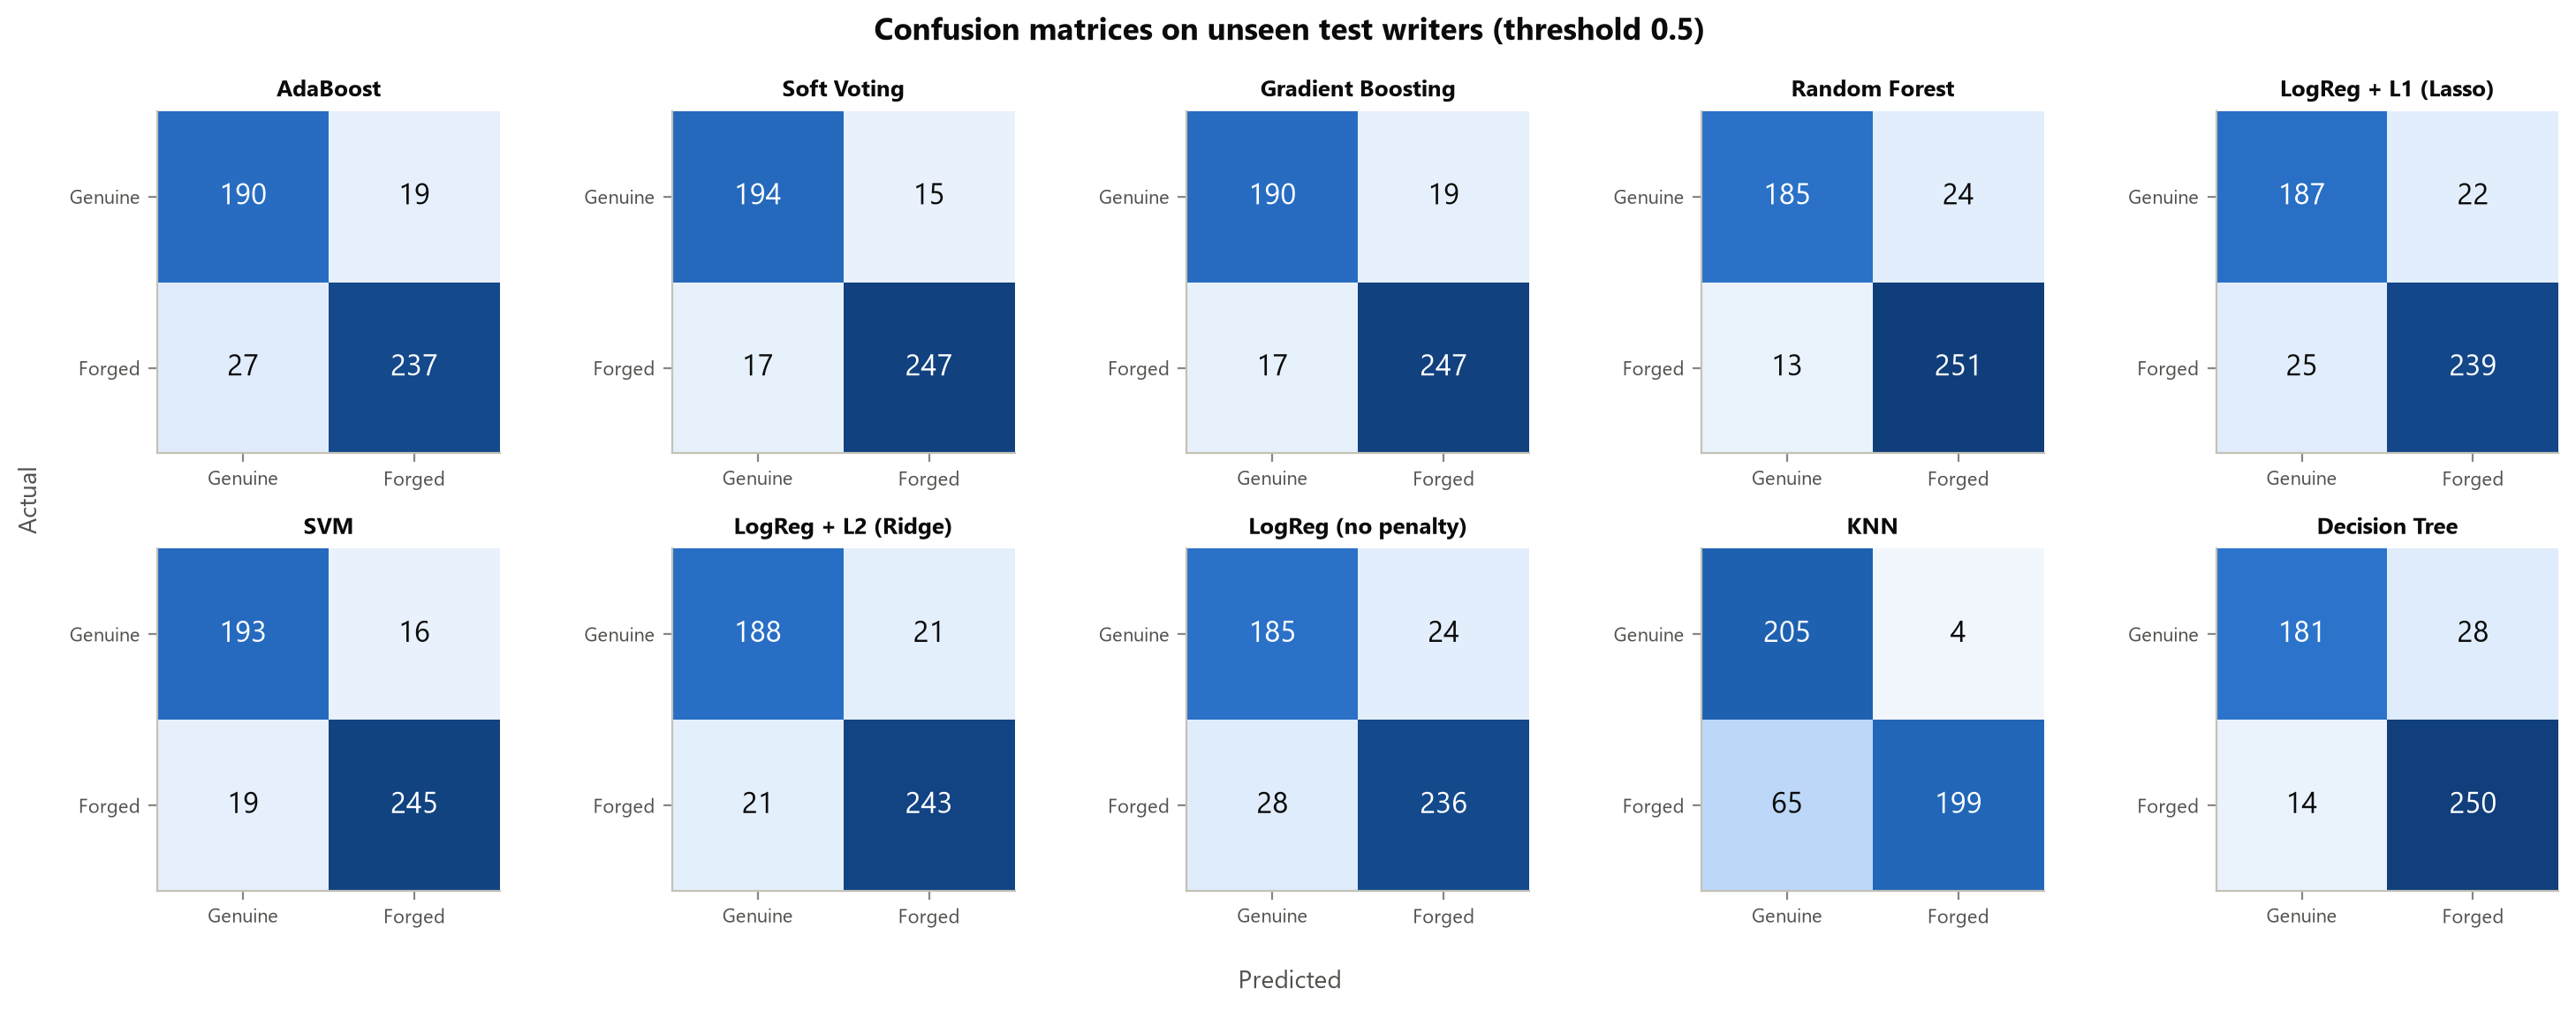 Confusion matrices on unseen test writers (threshold 0.5)
AdaBoost
Genuine
190
19
Forged
27
237
Genuine
Forged
Soft Voting
Genuine
194
15
Forged
17
247
Genuine
Forged
Gradient Boosting
Genuine
190
19
Forged
17
247
Genuine
Forged
Random Forest
Genuine
185
24
Forged
13
251
Genuine
Forged
LogReg + L1 (Lasso)
Genuine
187
22
Forged
25
239
Genuine
Forged
Actual
SVM
Genuine
193
16
Forged
19
245
Genuine
Forged
LogReg + L2 (Ridge)
Genuine
188
21
Forged
21
243
Genuine
Forged
LogReg (no penalty)
Genuine
185
24
Forged
28
236
Genuine
Forged
KNN
Genuine
205
4
Forged
65
199
Genuine
Forged
Decision Tree
Genuine
181
28
Forged
14
250
Genuine
Forged
Predicted